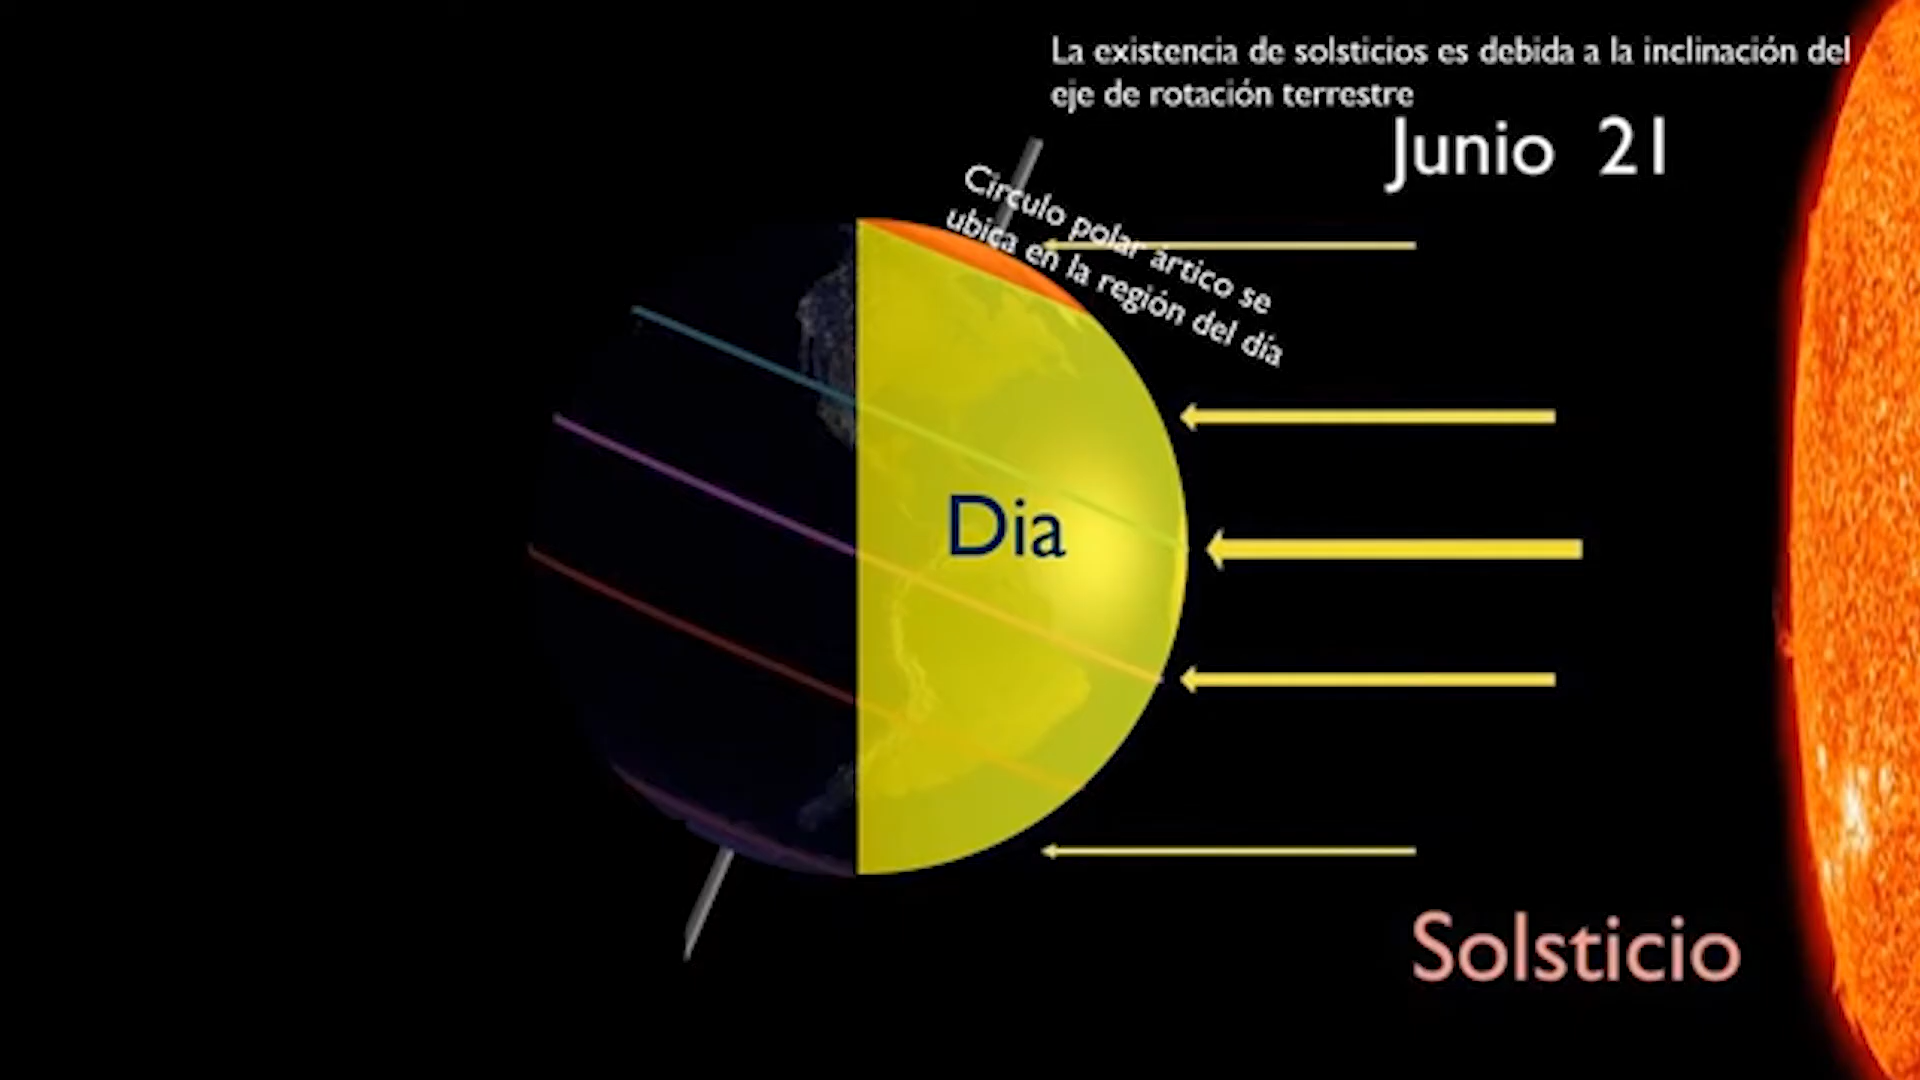 La existencia de solsticios es debida a la inclinación del
eje de rotación terrestre
Junio 21
Circulo polar ártico se
ubica en la región del día
Dia
Solsticio